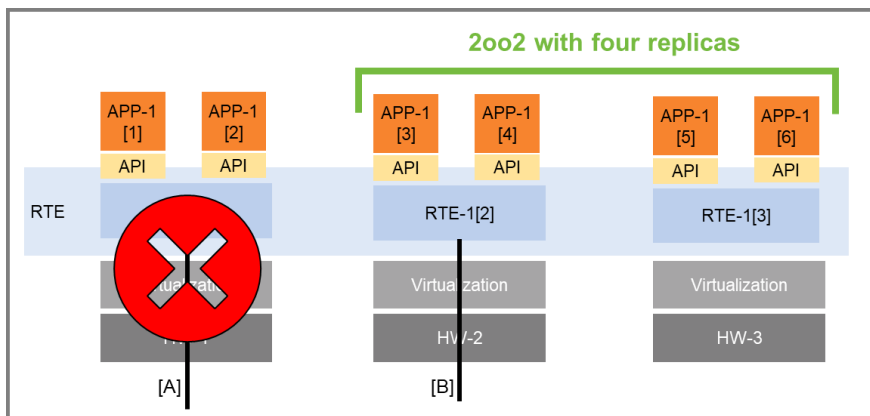 2oo2 with four replicas
APP-1
[1]
APP-1
[2]
APP-1
[3]
APP-1
[4]
APP-1
[5]
APP-1
[6]
API
API
API
API
API
API
RTE
RTE-1[2]
RTE-1[3]
Virtualization
Virtualization
Virtualization
HW-2
HW-3
[A]
[B]